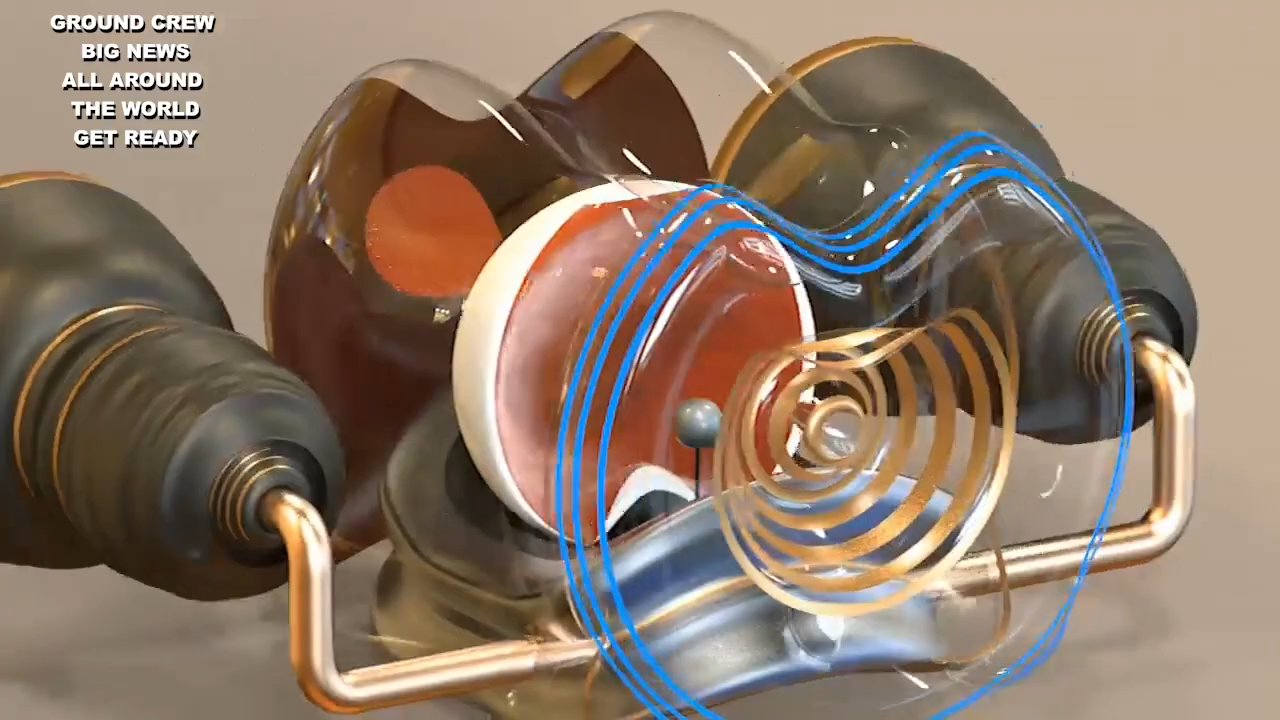 GROUND CREW
BIG NEWS
ALL AROUND
THE WORLD
GET READY